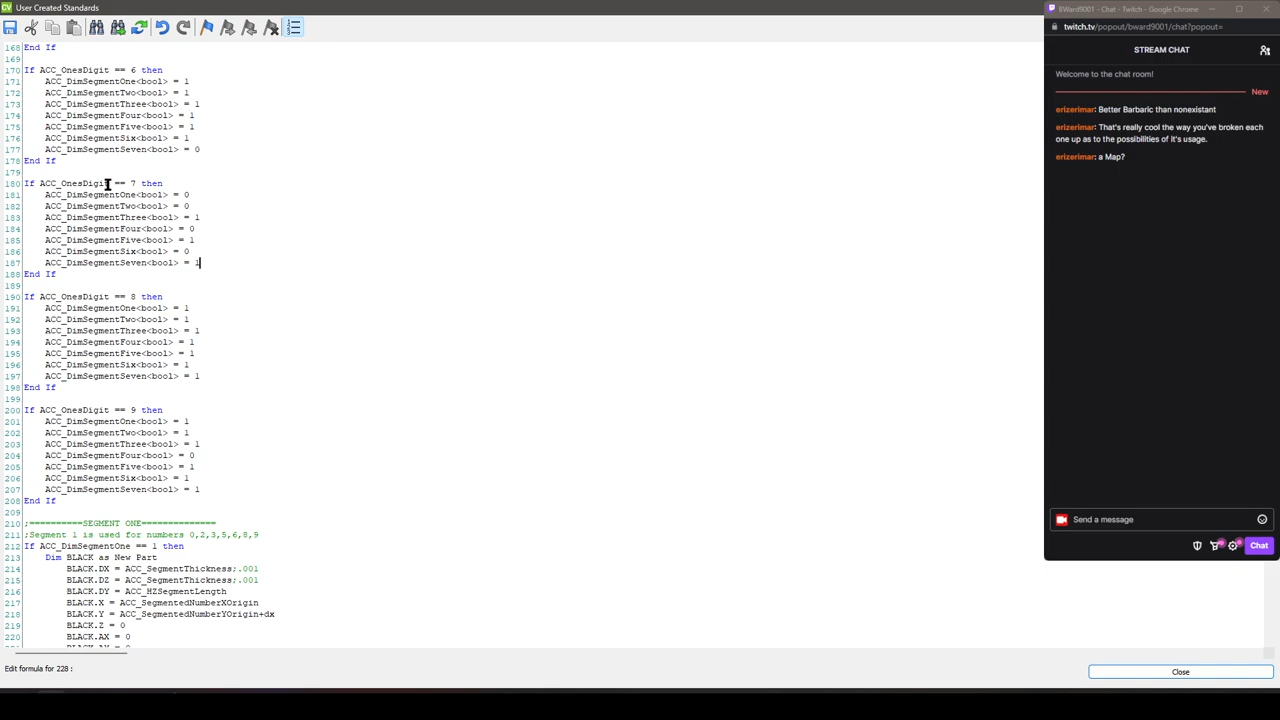 User Created Standards
168 End If
169
170 If ACC_OnesDigit == 6 then
171 ACC_DimSegmentOne<bool> = 1
172 ACC_DimSegmentTwo<bool> = 1
173 ACC_DimSegmentThree<bool> = 1
174 ACC_DimSegmentFour<bool> = 1
175 ACC_DimSegmentFive<bool> = 1
176 ACC_DimSegmentSix<bool> = 1
177 ACC_DimSegmentSeven<bool> = 0
178 End If
179
180 If ACC_OnesDigit == 7 then
181 ACC_DimSegmentOne<bool> = 0
182 ACC_DimSegmentTwo<bool> = 0
183 ACC_DimSegmentThree<bool> = 1
184 ACC_DimSegmentFour<bool> = 0
185 ACC_DimSegmentFive<bool> = 1
186 ACC_DimSegmentSix<bool> = 0
187 ACC_DimSegmentSeven<bool> = 1
188 End If
189
190 If ACC_OnesDigit == 8 then
191 ACC_DimSegmentOne<bool> = 1
192 ACC_DimSegmentTwo<bool> = 1
193 ACC_DimSegmentThree<bool> = 1
194 ACC_DimSegmentFour<bool> = 1
195 ACC_DimSegmentFive<bool> = 1
196 ACC_DimSegmentSix<bool> = 1
197 ACC_DimSegmentSeven<bool> = 1
198 End If
199
200 If ACC_OnesDigit == 9 then
201 ACC_DimSegmentOne<bool> = 1
202 ACC_DimSegmentTwo<bool> = 1
203 ACC_DimSegmentThree<bool> = 1
204 ACC_DimSegmentFour<bool> = 0
205 ACC_DimSegmentFive<bool> = 1
206 ACC_DimSegmentSix<bool> = 1
207 ACC_DimSegmentSeven<bool> = 1
208 End If
209
210 ;==========SEGMENT ONE==============
211 ;Segment 1 is used for numbers 0,2,3,5,6,8,9
212 If ACC_DimSegmentOne == 1 then
213 Dim BLACK as New Part
214 BLACK.DX = ACC_SegmentThickness;.001
215 BLACK.DZ = ACC_SegmentThickness;.001
216 BLACK.DY = ACC_HZSegmentLength
217 BLACK.X = ACC_SegmentedNumberXOrigin
218 BLACK.Y = ACC_SegmentedNumberYOrigin+dx
219 BLACK.Z = 0
220 BLACK.AX = 0
Edit formula for 228 :
Close
BWard9001 - Chat - Twitch - Google Chrome
twitch.tv/popout/bward9001/chat?popout=
STREAM CHAT
Welcome to the chat room!
New
erizerimar: Better Barbaric than nonexistant
erizerimar: That's really cool the way you've broken each
one up as to the possibilities of it's usage.
erizerimar: a Map?
Send a message
Chat